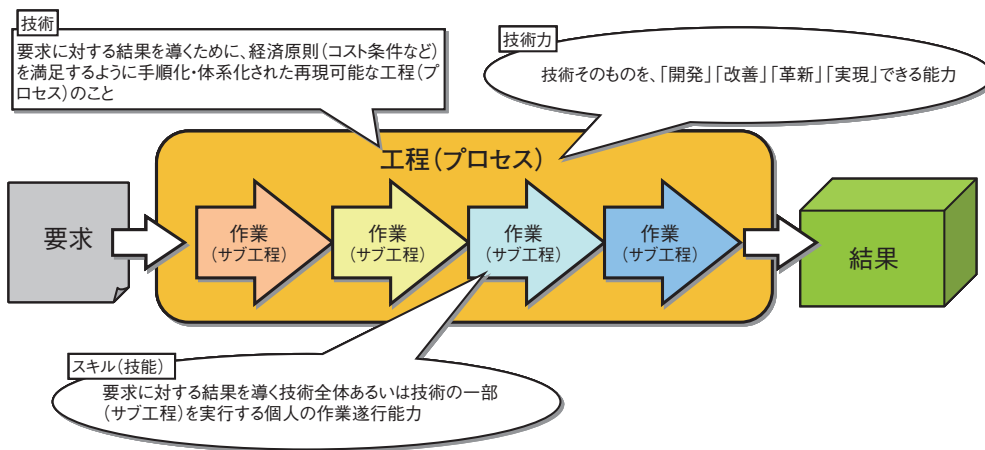 技術
要求に対する結果を導くために、経済原則（コスト条件など）
を満足するように手順化・体系化された再現可能な工程（プ
ロセス）のこと
技術力
技術そのものを、「開発」「改善」「革新」「実現」できる能力
工程（プロセス）
要求
作業
（サブ工程）
作業
（サブ工程）
作業
（サブ工程）
作業
（サブ工程）
結果
スキル（技能）
要求に対する結果を導く技術全体あるいは技術の一部
（サブ工程）を実行する個人の作業遂行能力